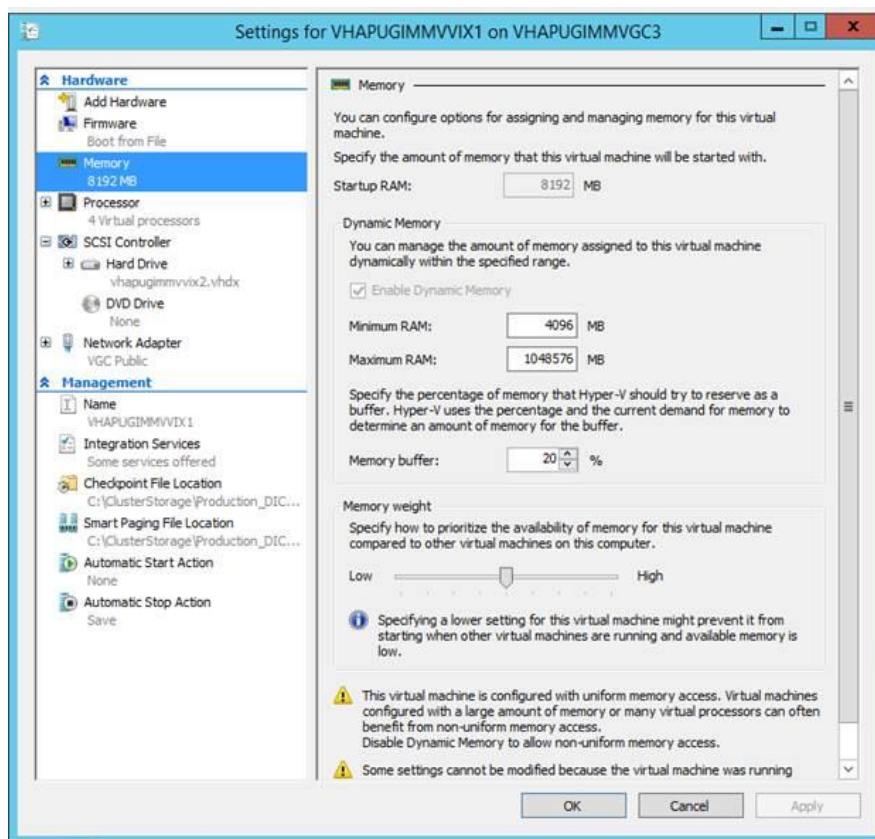 Settings for VHAPUGIMMVVIX1 on VHAPUGIMMVGC3
Hardware
Add Hardware
Firmware
Boot from File
Memory
8192 MB
Processor
4 Virtual processors
SCSI Controller
Hard Drive
vhapugimmvvix2.vhdx
DVD Drive
None
Network Adapter
VGC Public
Management
Name
VHAPUGIMMVVIX1
Integration Services
Some services offered
Checkpoint File Location
C:\ClusterStorage\Production_DIC...
Smart Paging File Location
C:\ClusterStorage\Production_DIC...
Automatic Start Action
None
Automatic Stop Action
Save
Memory
You can configure options for assigning and managing memory for this virtual
machine.
Specify the amount of memory that this virtual machine will be started with.
Startup RAM: 8192 MB
Dynamic Memory
You can manage the amount of memory assigned to this virtual machine
dynamically within the specified range.
Enable Dynamic Memory
Minimum RAM: 4096 MB
Maximum RAM: 1048576 MB
Specify the percentage of memory that Hyper-V should try to reserve as a
buffer. Hyper-V uses the percentage and the current demand for memory to
determine an amount of memory for the buffer.
Memory buffer: 20 %
Memory weight
Specify how to prioritize the availability of memory for this virtual machine
compared to other virtual machines on this computer.
Low High
Specifying a lower setting for this virtual machine might prevent it from
starting when other virtual machines are running and available memory is
low.
This virtual machine is configured with uniform memory access. Virtual machines
configured with a large amount of memory or many virtual processors can often
benefit from non-uniform memory access.
Disable Dynamic Memory to allow non-uniform memory access.
Some settings cannot be modified because the virtual machine was running
OK Cancel Apply